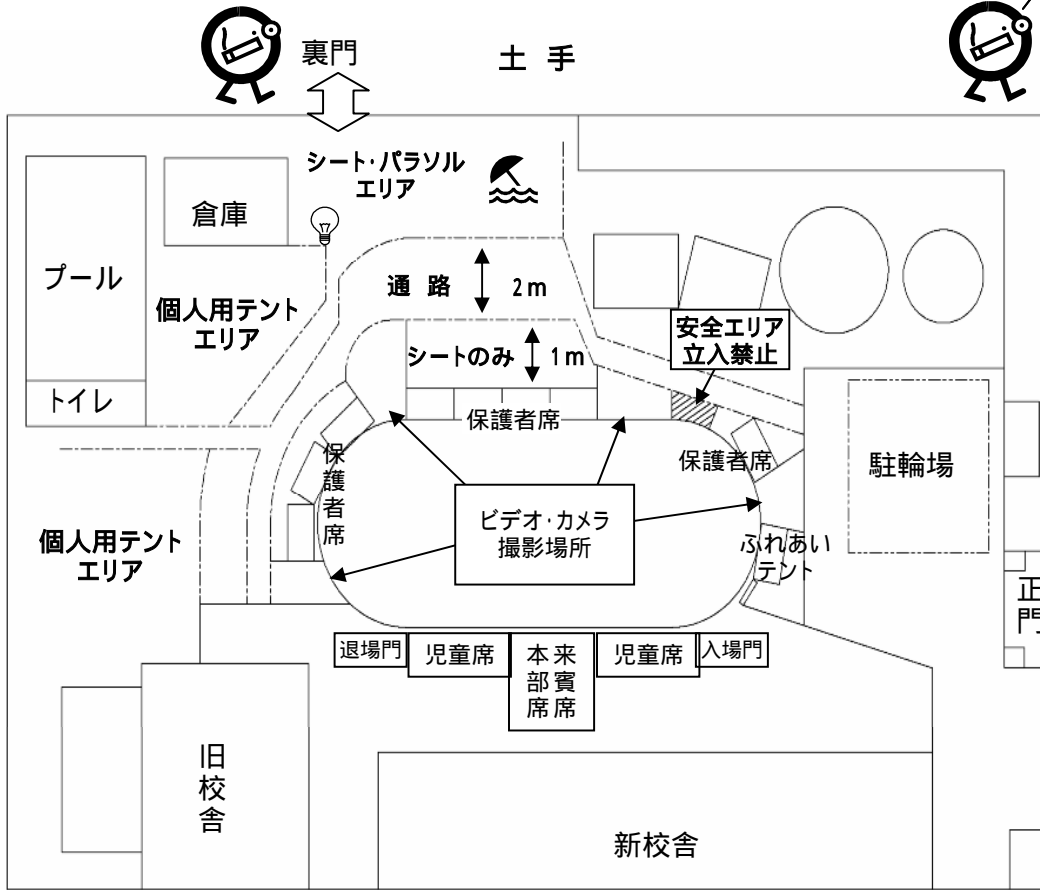 裏門
土 手
シート・パラソル
エリア
倉庫
プール
個人用テント
エリア
通 路
2m
シートのみ
1m
安全エリア
立入禁止
トイレ
保護者席
保護者席
保護者席
駐輪場
ビデオ・カメラ
撮影場所
個人用テント
エリア
ふれあい
テント
正門
退場門
児童席
本部席
来賓席
児童席
入場門
旧校舎
新校舎